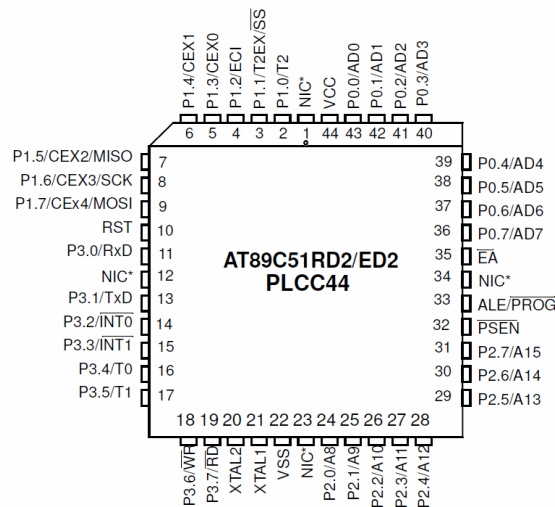 P1.4/CEX1
P1.3/CEX0
P1.2/ECI
P1.1/T2EX/S̅S̅
P1.0/T2
NIC*
VCC
P0.0/AD0
P0.1/AD1
P0.2/AD2
P0.3/AD3
6 5 4 3 2 1 44 43 42 41 40
P1.5/CEX2/MISO 7
P1.6/CEX3/SCK 8
P1.7/CEx4/MOSI 9
RST 10
P3.0/RxD 11
NIC* 12
P3.1/TxD 13
P3.2/I̅N̅T̅0̅ 14
P3.3/I̅N̅T̅1̅ 15
P3.4/T0 16
P3.5/T1 17
AT89C51RD2/ED2
PLCC44
39 P0.4/AD4
38 P0.5/AD5
37 P0.6/AD6
36 P0.7/AD7
35 E̅A̅
34 NIC*
33 ALE/P̅R̅O̅G̅
32 P̅S̅E̅N̅
31 P2.7/A15
30 P2.6/A14
29 P2.5/A13
18 19 20 21 22 23 24 25 26 27 28
P3.6/W̅R̅
P3.7/R̅D̅
XTAL2
XTAL1
VSS
NIC*
P2.0/A8
P2.1/A9
P2.2/A10
P2.3/A11
P2.4/A12